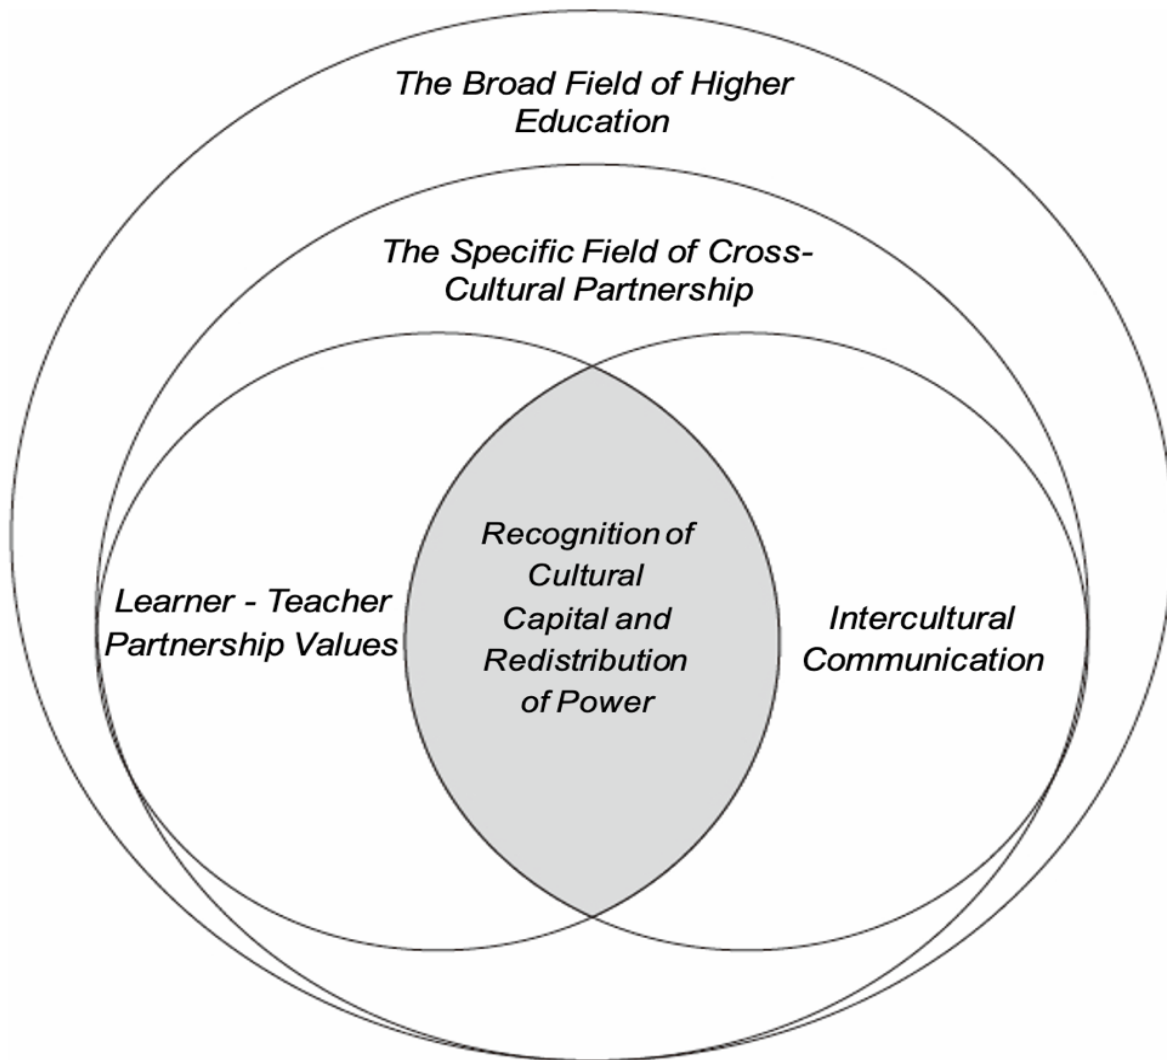 The Broad Field of Higher
Education
The Specific Field of Cross-
Cultural Partnership
Learner - Teacher
Partnership Values
Recognition of
Cultural
Capital and
Redistribution
of Power
Intercultural
Communication